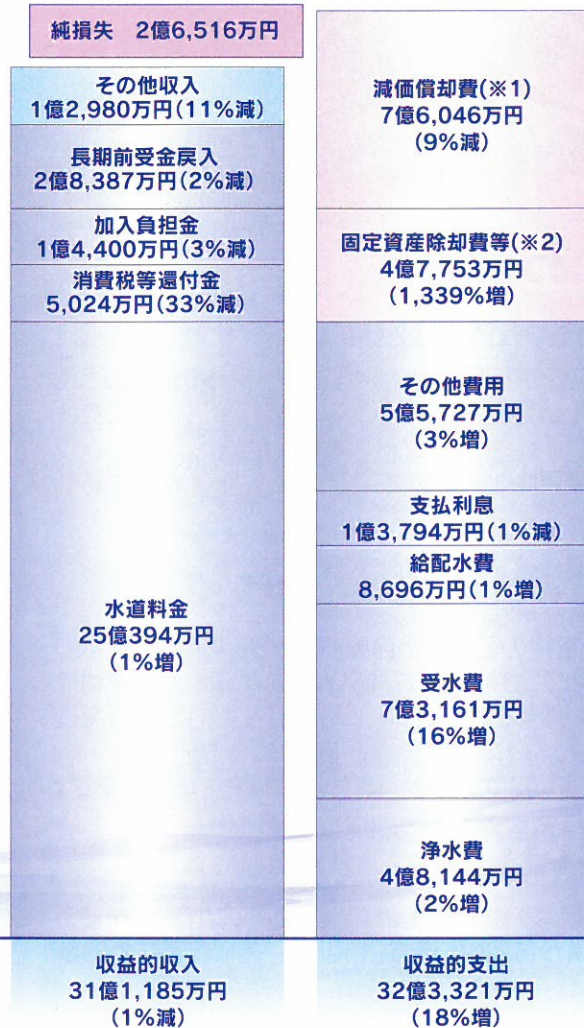 純損失 2億6,516万円
その他収入
1億2,980万円(11%減)
長期前受金戻入
2億8,387万円(2%減)
加入負担金
1億4,400万円(3%減)
消費税等還付金
5,024万円(33%減)
水道料金
25億394万円
(1%増)
収益的収入
31億1,185万円
(1%減)
減価償却費(※1)
7億6,046万円
(9%減)
固定資産除却費等(※2)
4億7,753万円
(1,339%増)
その他費用
5億5,727万円
(3%増)
支払利息
1億3,794万円(1%減)
給配水費
8,696万円(1%増)
受水費
7億3,161万円
(16%増)
浄水費
4億8,144万円
(2%増)
収益的支出
32億3,321万円
(18%増)